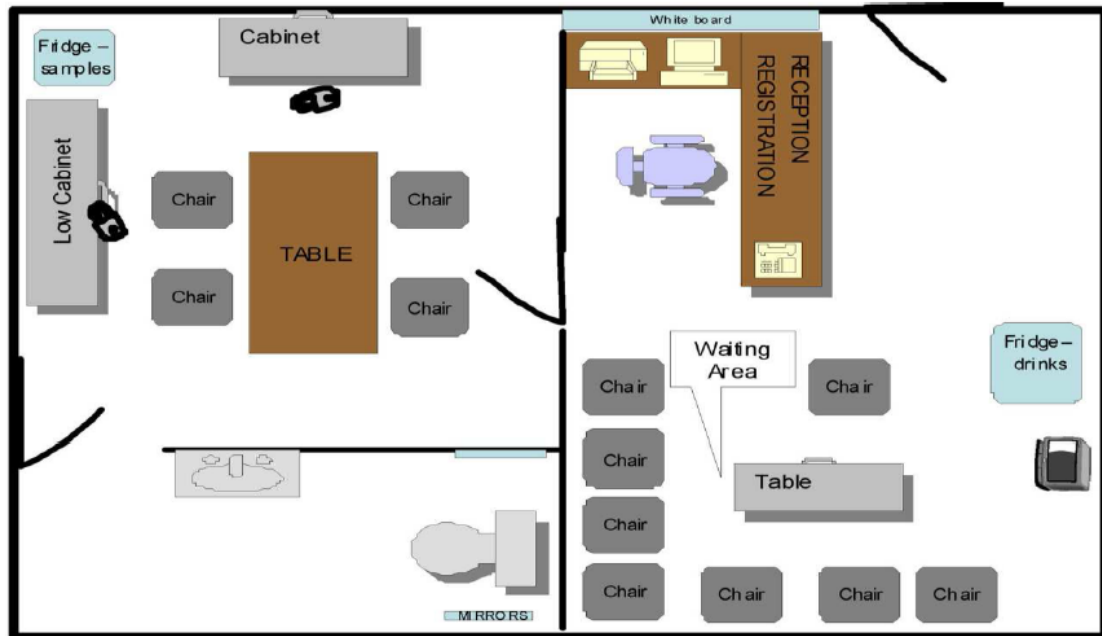 White board
Fridge –
samples
Cabinet
RECEPTION
REGISTRATION
Low Cabinet
Chair
Chair
TABLE
Chair
Chair
Waiting
Area
Fridge–
drinks
Chair
Chair
Chair
Table
Chair
Chair
Chair
Chair
Chair
MIRRORS